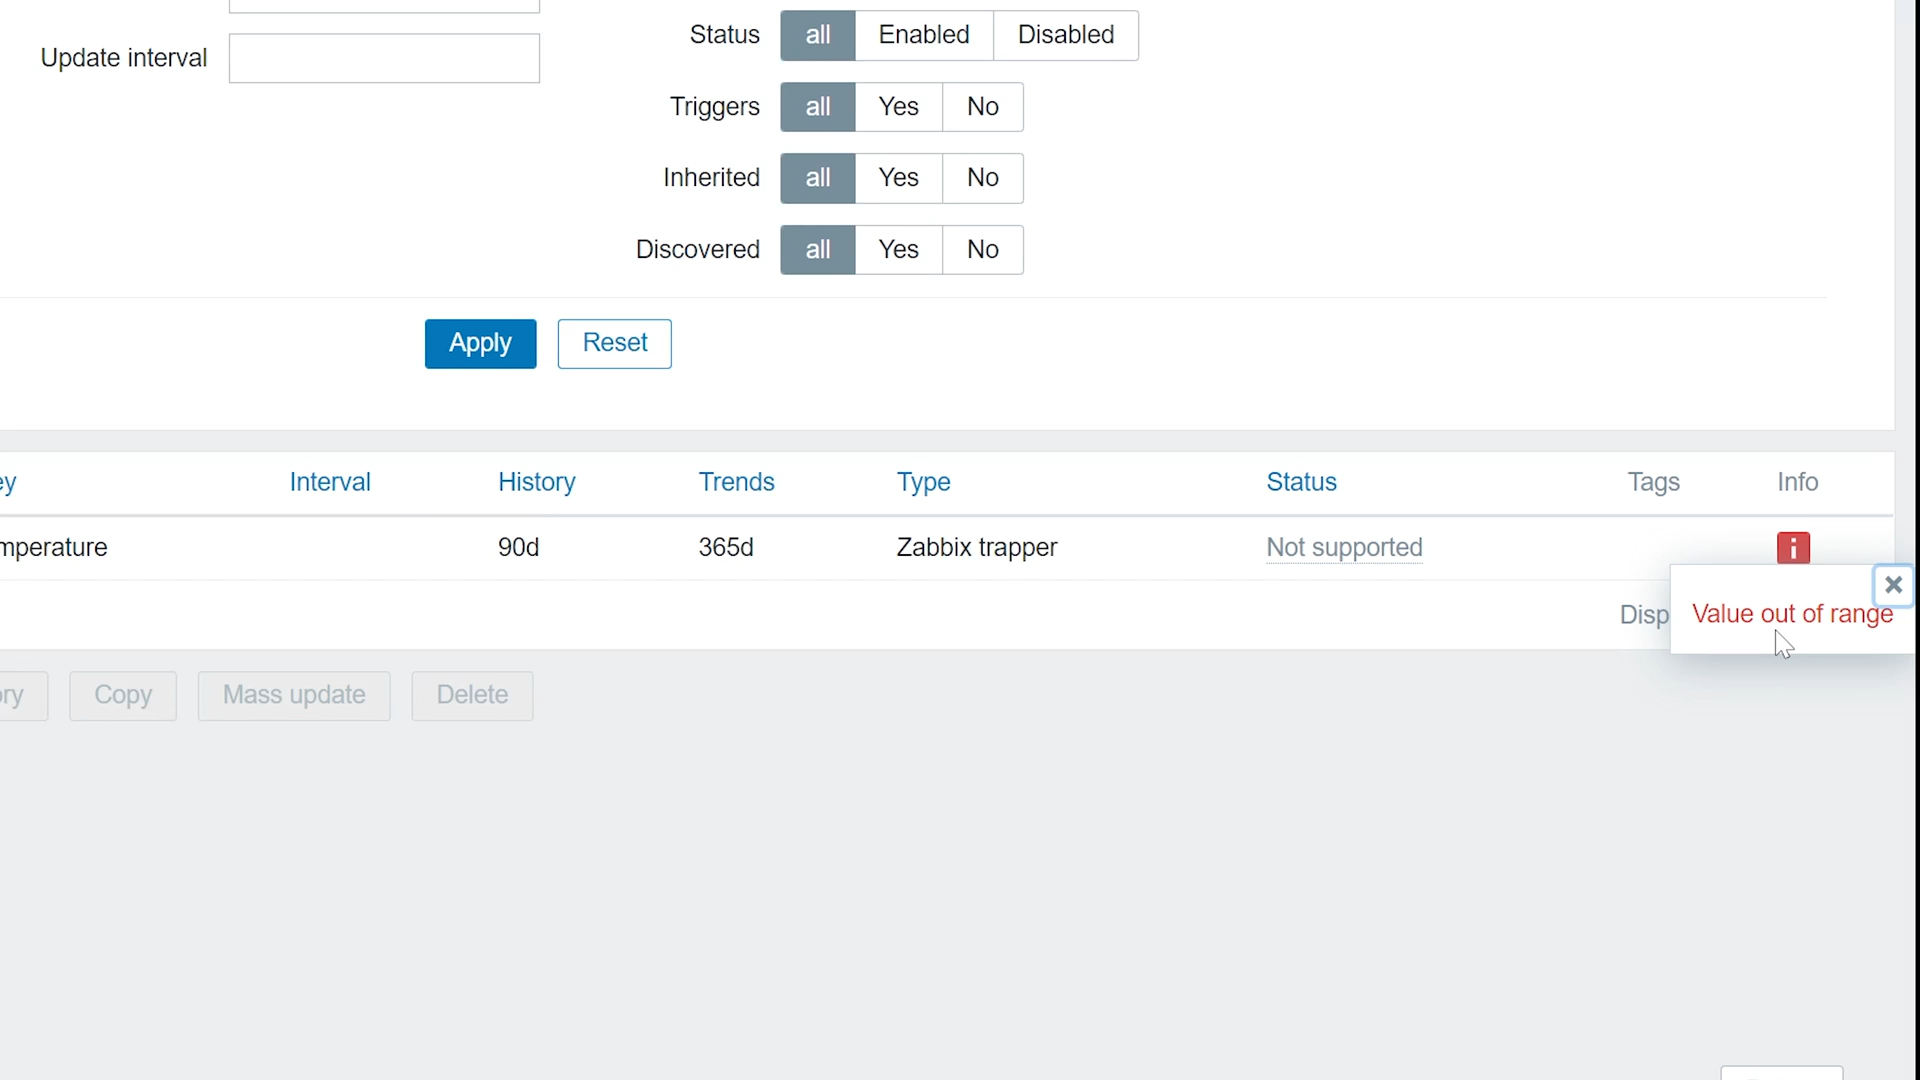 Status all Enabled Disabled
Update interval
Triggers all Yes No
Inherited all Yes No
Discovered all Yes No
Apply Reset
ey Interval History Trends Type Status Tags Info
mperature 90d 365d Zabbix trapper Not supported i
Disp Value out of range
ry Copy Mass update Delete